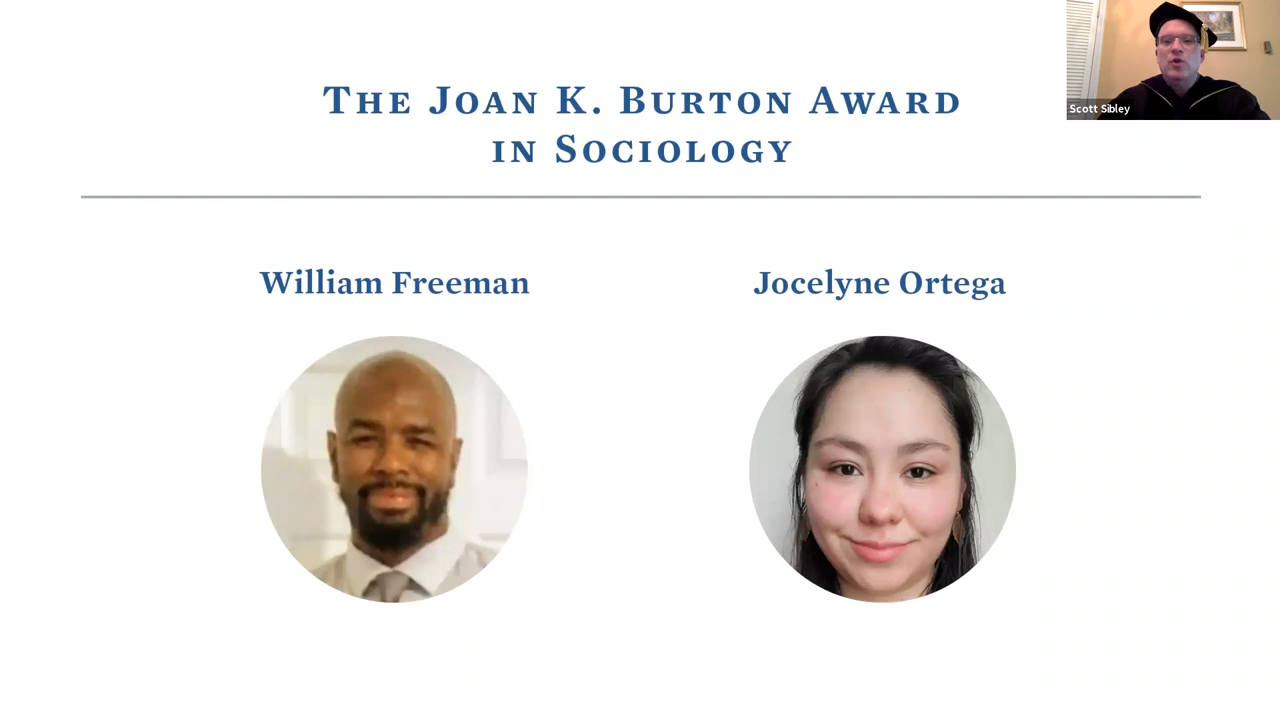 The Joan K. Burton Award
in Sociology
Scott Sibley
William Freeman
Jocelyne Ortega